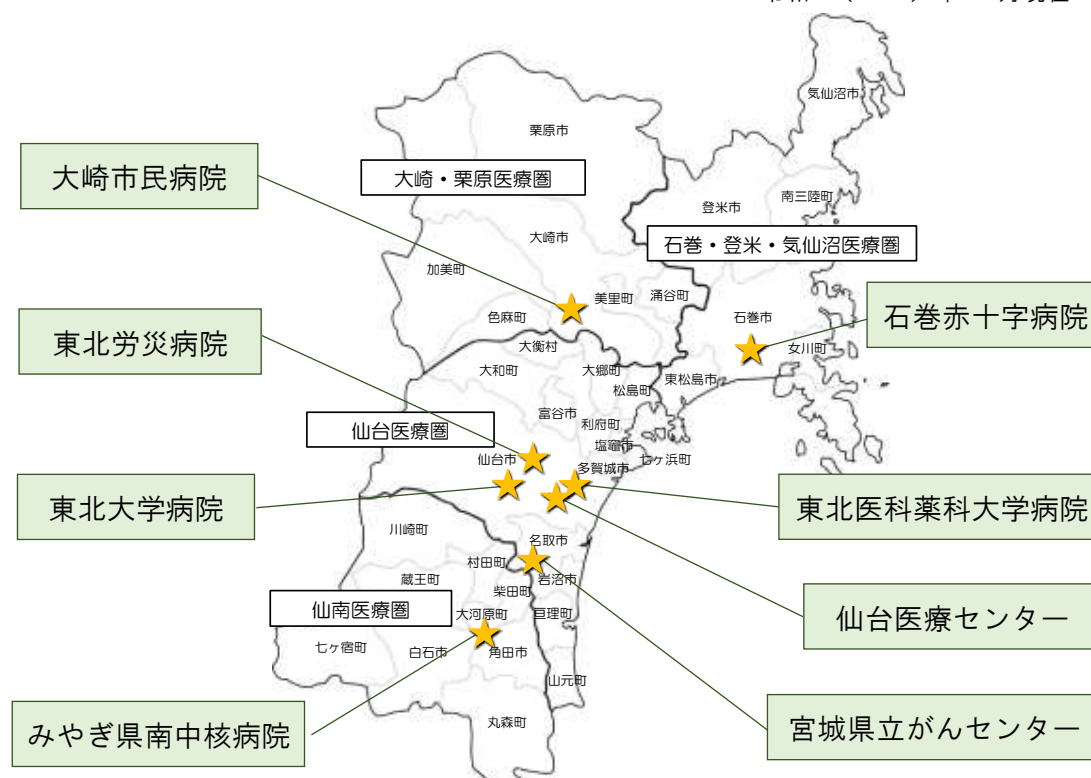 気仙沼市
栗原市
大崎市民病院
大崎・栗原医療圏
登米市
南三陸町
大崎市
石巻・登米・気仙沼医療圏
加美町
美里町
涌谷町
石巻赤十字病院
東北労災病院
色麻町
石巻市
大衡村
女川町
大和町
大郷町
松島町
東松島市
富谷市
利府町
仙台医療圏
塩竈市
仙台市
多賀城市
七ヶ浜町
東北大学病院
東北医科薬科大学病院
川崎町
名取市
村田町
蔵王町
岩沼市
柴田町
仙南医療圏
大河原町
亘理町
仙台医療センター
七ヶ宿町
白石市
角田市
山元町
みやぎ県南中核病院
丸森町
宮城県立がんセンター